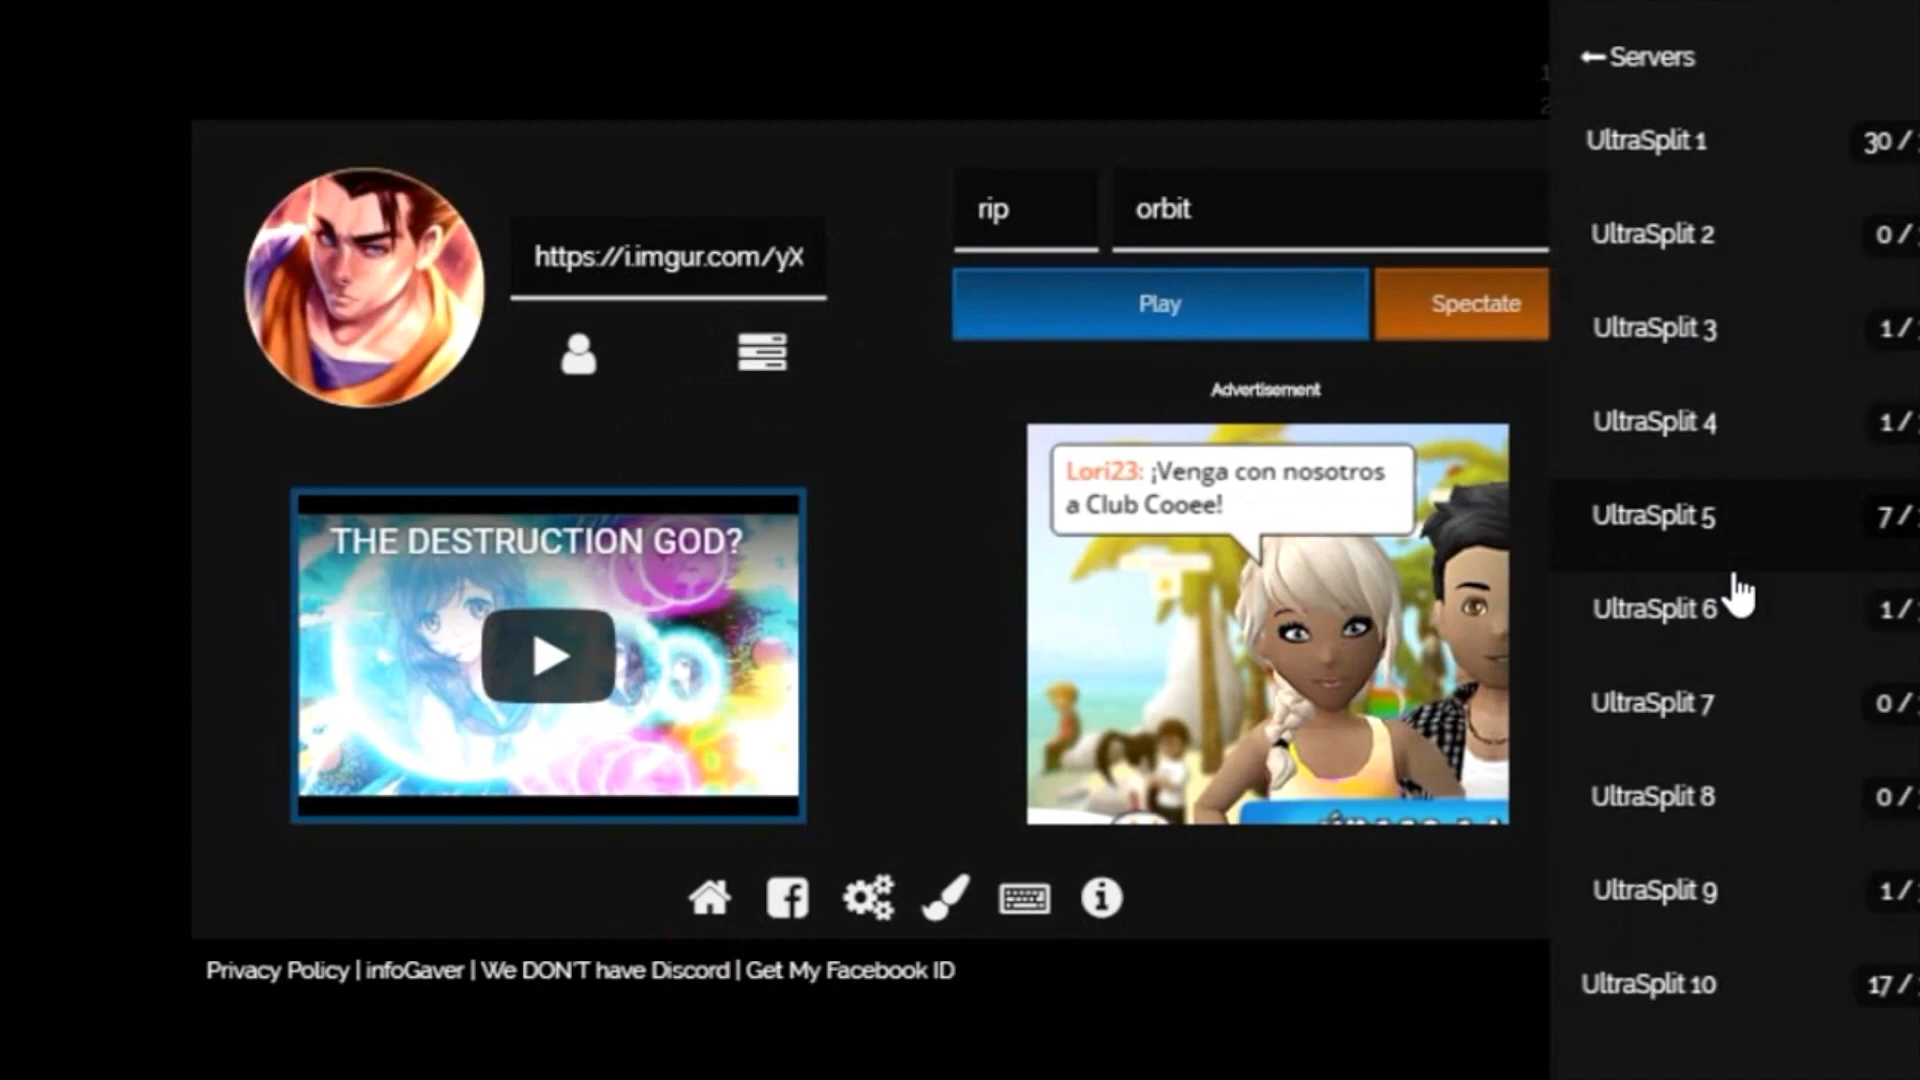 ←Servers
UltraSplit 1 30 /
UltraSplit 2 0 /
UltraSplit 3 1 /
UltraSplit 4 1 /
UltraSplit 5 7 /
UltraSplit 6 1 /
UltraSplit 7 0 /
UltraSplit 8 0 /
UltraSplit 9 1 /
UltraSplit 10 17 /
https://i.imgur.com/yX
rip
orbit
Play
Spectate
Advertisement
Lori23: ¡Venga con nosotros
a Club Cooee!
THE DESTRUCTION GOD?
Privacy Policy | infoGaver | We DON'T have Discord | Get My Facebook ID